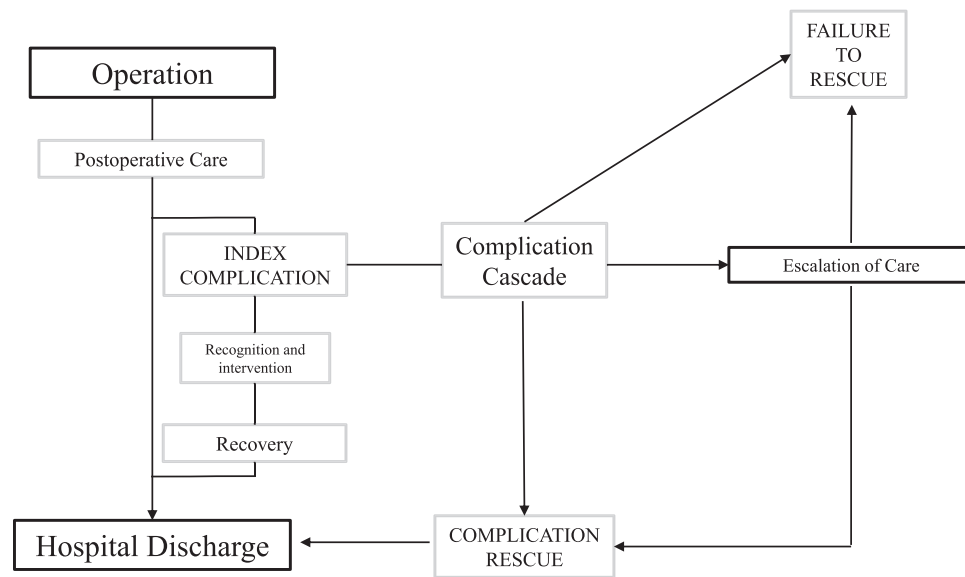 FAILURE
TO
RESCUE
Operation
Postoperative Care
INDEX
COMPLICATION
Complication
Cascade
Escalation of Care
Recognition and
intervention
Recovery
Hospital Discharge
COMPLICATION
RESCUE